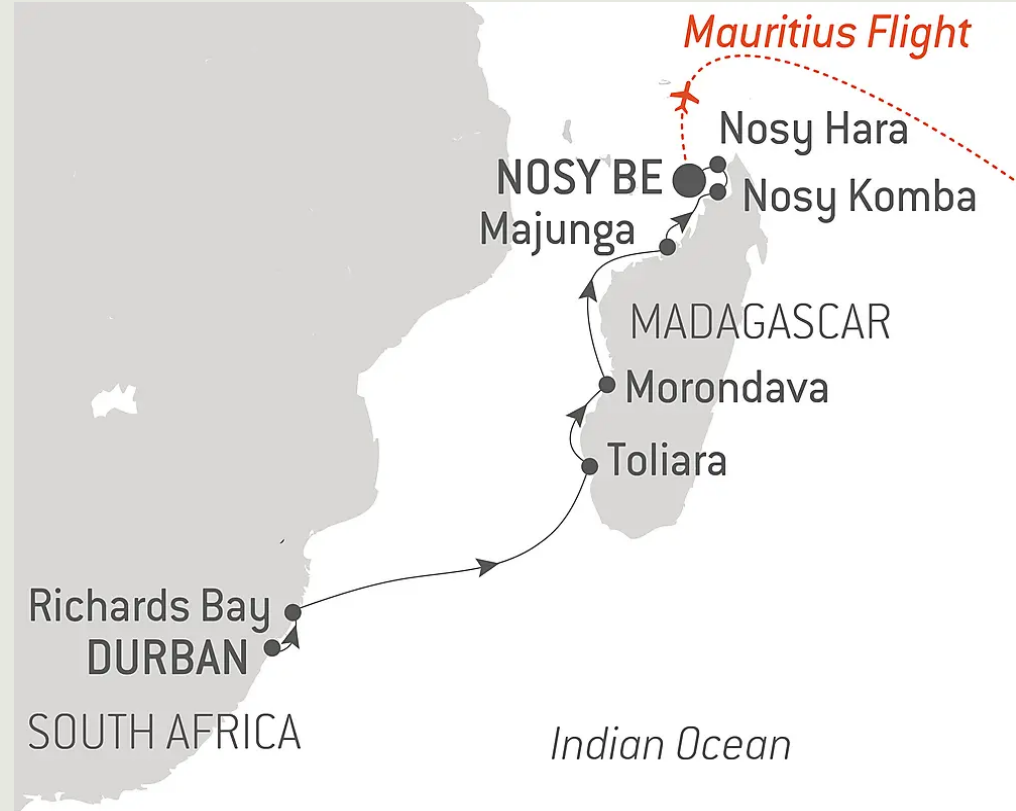 Mauritius Flight
Nosy Hara
NOSY BE
Nosy Komba
Majunga
MADAGASCAR
Morondava
Toliara
Richards Bay
DURBAN
SOUTH AFRICA
Indian Ocean